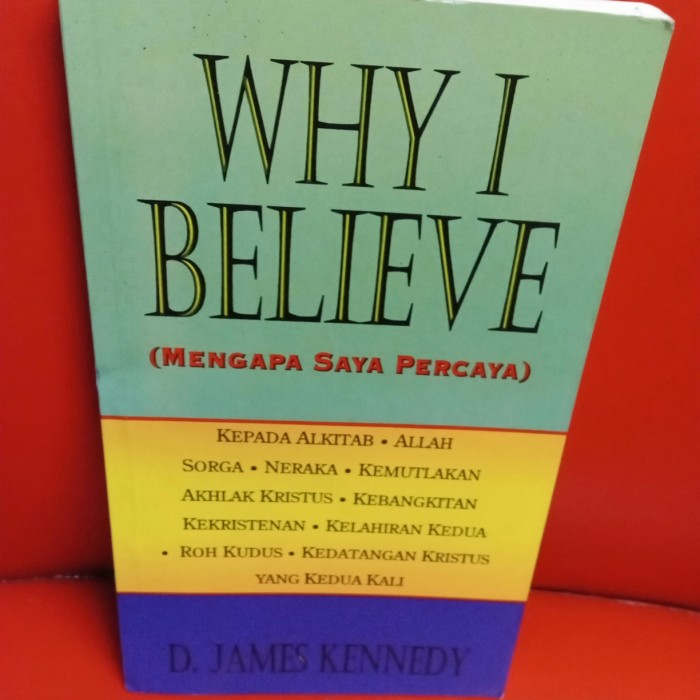 WHY I
BELIEVE
(MENGAPA SAYA PERCAYA)
KEPADA ALKITAB • ALLAH
SORGA • NERAKA • KEMUTLAKAN
AKHLAK KRISTUS • KEBANGKITAN
KEKRISTENAN • KELAHIRAN KEDUA
• ROH KUDUS • KEDATANGAN KRISTUS
YANG KEDUA KALI
D. JAMES KENNEDY